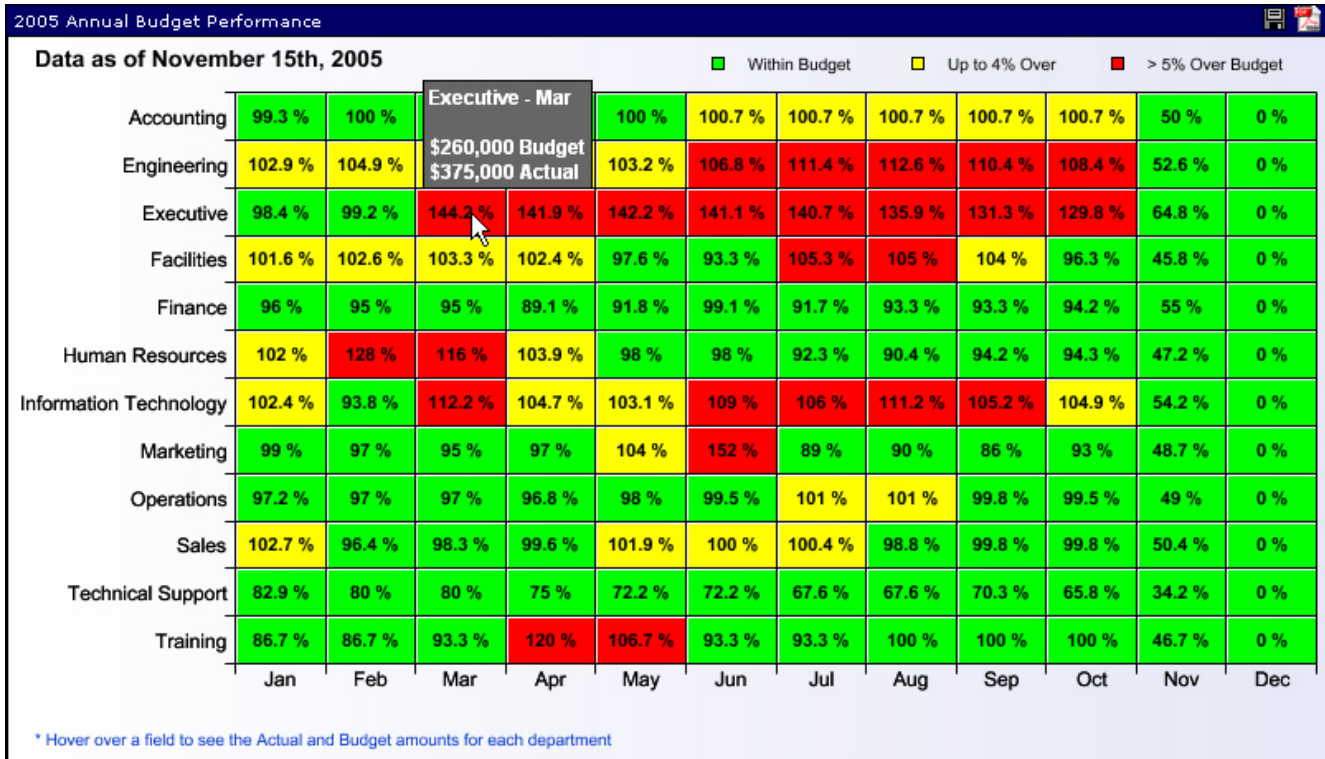 2005 Annual Budget Performance
Data as of November 15th, 2005
Within Budget Up to 4% Over > 5% Over Budget
Executive - Mar
$260,000 Budget
$375,000 Actual
Accounting 99.3 % 100 % 100 % 100.7 % 100.7 % 100.7 % 100.7 % 100.7 % 50 % 0 %
Engineering 102.9 % 104.9 % 103.2 % 106.8 % 111.4 % 112.6 % 110.4 % 108.4 % 52.6 % 0 %
Executive 98.4 % 99.2 % 144.2 % 141.9 % 142.2 % 141.1 % 140.7 % 135.9 % 131.3 % 129.8 % 64.8 % 0 %
Facilities 101.6 % 102.6 % 103.3 % 102.4 % 97.6 % 93.3 % 105.3 % 105 % 104 % 96.3 % 45.8 % 0 %
Finance 96 % 95 % 95 % 89.1 % 91.8 % 99.1 % 91.7 % 93.3 % 93.3 % 94.2 % 55 % 0 %
Human Resources 102 % 128 % 116 % 103.9 % 98 % 98 % 92.3 % 90.4 % 94.2 % 94.3 % 47.2 % 0 %
Information Technology 102.4 % 93.8 % 112.2 % 104.7 % 103.1 % 109 % 106 % 111.2 % 105.2 % 104.9 % 54.2 % 0 %
Marketing 99 % 97 % 95 % 97 % 104 % 152 % 89 % 90 % 86 % 93 % 48.7 % 0 %
Operations 97.2 % 97 % 97 % 96.8 % 98 % 99.5 % 101 % 101 % 99.8 % 99.5 % 49 % 0 %
Sales 102.7 % 96.4 % 98.3 % 99.6 % 101.9 % 100 % 100.4 % 98.8 % 99.8 % 99.8 % 50.4 % 0 %
Technical Support 82.9 % 80 % 80 % 75 % 72.2 % 72.2 % 67.6 % 67.6 % 70.3 % 65.8 % 34.2 % 0 %
Training 86.7 % 86.7 % 93.3 % 120 % 106.7 % 93.3 % 93.3 % 100 % 100 % 100 % 46.7 % 0 %
Jan Feb Mar Apr May Jun Jul Aug Sep Oct Nov Dec
* Hover over a field to see the Actual and Budget amounts for each department